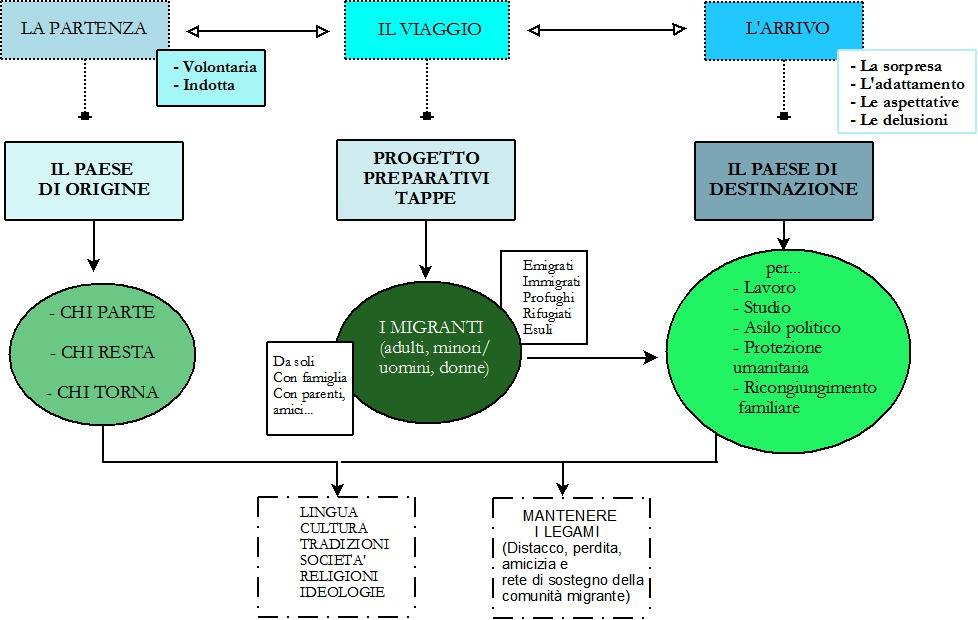 LA PARTENZA
IL VIAGGIO
L'ARRIVO
- Volontaria
- Indotta
- La sorpresa
- L'adattamento
- Le aspettative
- Le delusioni
IL PAESE
DI ORIGINE
PROGETTO
PREPARATIVI
TAPPE
IL PAESE DI
DESTINAZIONE
- CHI PARTE
- CHI RESTA
- CHI TORNA
Emigrati
Immigrati
Profughi
Rifugiati
Esuli
I MIGRANTI
(adulti, minori/
uomini, donne)
Da soli
Con famiglia
Con parenti,
amici...
per...
- Lavoro
- Studio
- Asilo politico
- Protezione
umanitaria
- Ricongiungimento
familiare
LINGUA
CULTURA
TRADIZIONI
SOCIETA'
RELIGIONI
IDEOLOGIE
MANTENERE
I LEGAMI
(Distacco, perdita,
amicizia e
rete di sostegno della
comunità migrante)